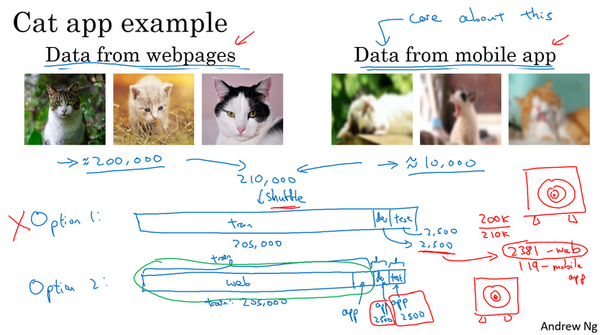 Cat app example
care about this
Data from webpages
Data from mobile app
≈200,000
≈ 10,000
210,000
shuffle
Option 1:
train
dev
test
205,000
2,500
2,500
200k
210k
2381 - web
119 - mobile
app
Option 2:
train
web
app
dev
test
train: 205,000
app
app
2500
app
2500
Andrew Ng